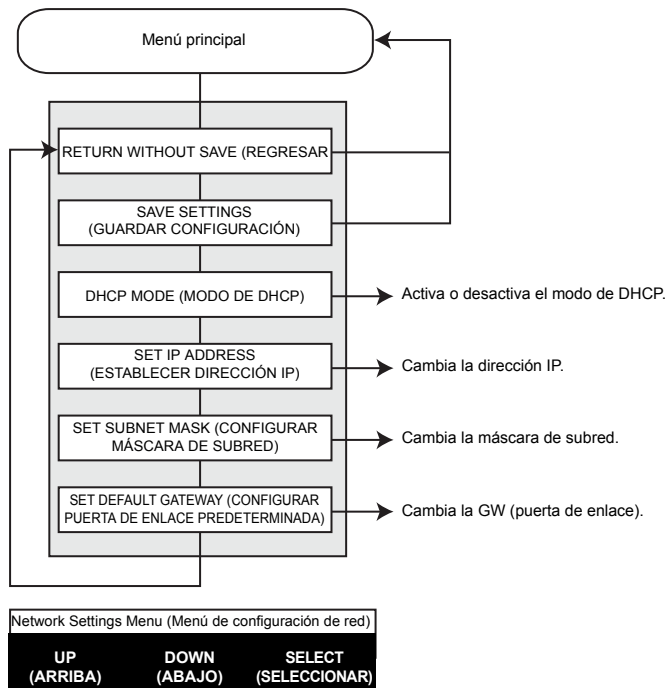 Menú principal
RETURN WITHOUT SAVE (REGRESAR
SAVE SETTINGS
(GUARDAR CONFIGURACIÓN)
DHCP MODE (MODO DE DHCP)
Activa o desactiva el modo de DHCP.
SET IP ADDRESS
(ESTABLECER DIRECCIÓN IP)
Cambia la dirección IP.
SET SUBNET MASK (CONFIGURAR
MÁSCARA DE SUBRED)
Cambia la máscara de subred.
SET DEFAULT GATEWAY (CONFIGURAR
PUERTA DE ENLACE PREDETERMINADA)
Cambia la GW (puerta de enlace).
Network Settings Menu (Menú de configuración de red)
UP DOWN SELECT
(ARRIBA) (ABAJO) (SELECCIONAR)